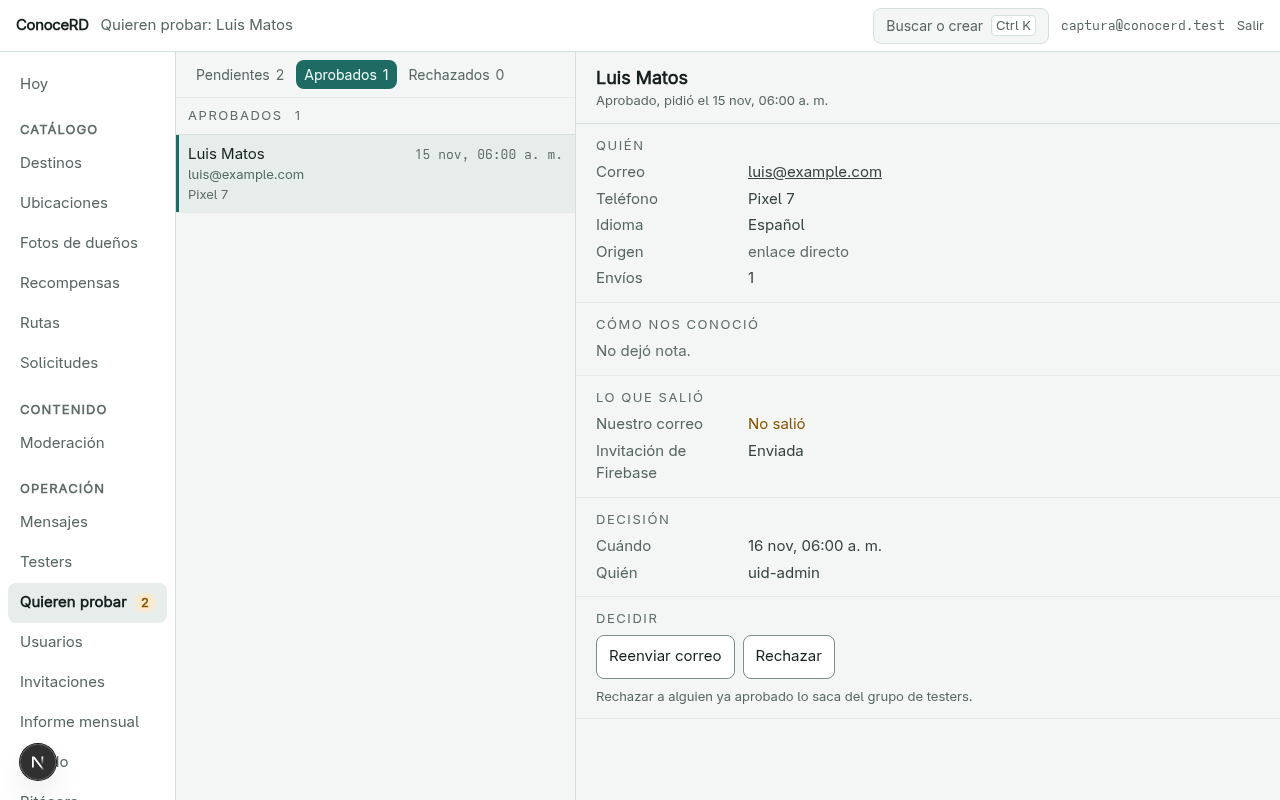 ConoceRD Quieren probar: Luis Matos
Buscar o crear Ctrl K captura@conocerd.test Salir
Hoy
CATÁLOGO
Destinos
Ubicaciones
Fotos de dueños
Recompensas
Rutas
Solicitudes
CONTENIDO
Moderación
OPERACIÓN
Mensajes
Testers
Quieren probar 2
Usuarios
Invitaciones
Informe mensual
Pendientes 2 Aprobados 1 Rechazados 0
APROBADOS 1
Luis Matos 15 nov, 06:00 a. m.
luis@example.com
Pixel 7
Luis Matos
Aprobado, pidió el 15 nov, 06:00 a. m.
QUIÉN
Correo luis@example.com
Teléfono Pixel 7
Idioma Español
Origen enlace directo
Envíos 1
CÓMO NOS CONOCIÓ
No dejó nota.
LO QUE SALIÓ
Nuestro correo No salió
Invitación de Firebase Enviada
DECISIÓN
Cuándo 16 nov, 06:00 a. m.
Quién uid-admin
DECIDIR
Reenviar correo Rechazar
Rechazar a alguien ya aprobado lo saca del grupo de testers.